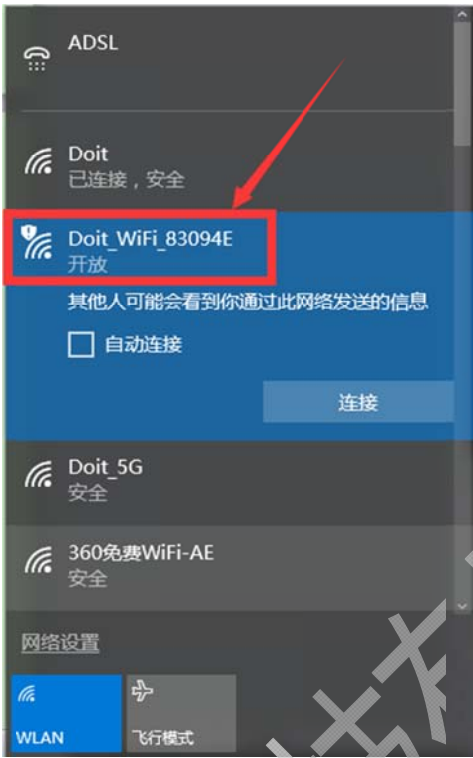 ADSL
Doit
已连接，安全
Doit_WiFi_83094E
开放
其他人可能会看到你通过此网络发送的信息
自动连接
连接
Doit_5G
安全
360免费WiFi-AE
安全
网络设置
WLAN
飞行模式